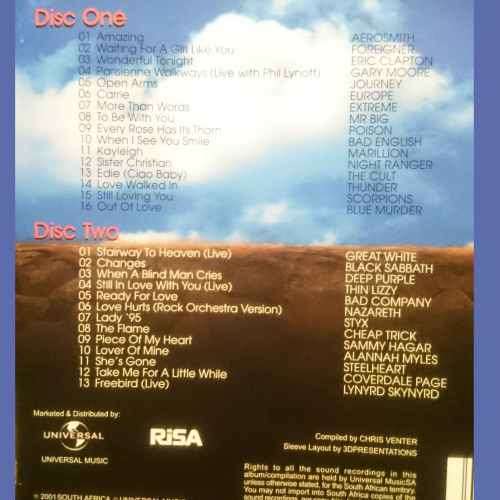 Disc One
01 Amazing AEROSMITH
02 Waiting For A Girl Like You FOREIGNER
03 Wonderful Tonight ERIC CLAPTON
04 Parisienne Walkways (Live with Phil Lynott) GARY MOORE
05 Open Arms JOURNEY
06 Carrie EUROPE
07 More Than Words EXTREME
08 To Be With You MR BIG
09 Every Rose Has Its Thorn POISON
10 When I See You Smile BAD ENGLISH
11 Kayleigh MARILLION
12 Sister Christian NIGHT RANGER
13 Edie (Ciao Baby) THE CULT
14 Love Walked In THUNDER
15 Still Loving You SCORPIONS
16 Out Of Love BLUE MURDER
Disc Two
01 Stairway To Heaven (Live) GREAT WHITE
02 Changes BLACK SABBATH
03 When A Blind Man Cries DEEP PURPLE
04 Still In Love With You (Live) THIN LIZZY
05 Ready For Love BAD COMPANY
06 Love Hurts (Rock Orchestra Version) NAZARETH
07 Lady '95 STYX
08 The Flame CHEAP TRICK
09 Piece Of My Heart SAMMY HAGAR
10 Lover Of Mine ALANNAH MYLES
11 She's Gone STEELHEART
12 Take Me For A Little While COVERDALE PAGE
13 Freebird (Live) LYNYRD SKYNYRD
Marketed & Distributed by:
UNIVERSAL
RiSA
UNIVERSAL MUSIC
Compiled by CHRIS VENTER
Sleeve Layout by 3DPRESENTATIONS
Rights to all the sound recordings in this
album/compilation are held by Universal MusicSA
unless otherwise stated, for the South African territory.
You may not import into South Africa copies of the
2001 SOUTH AFRICA UNIVERSAL